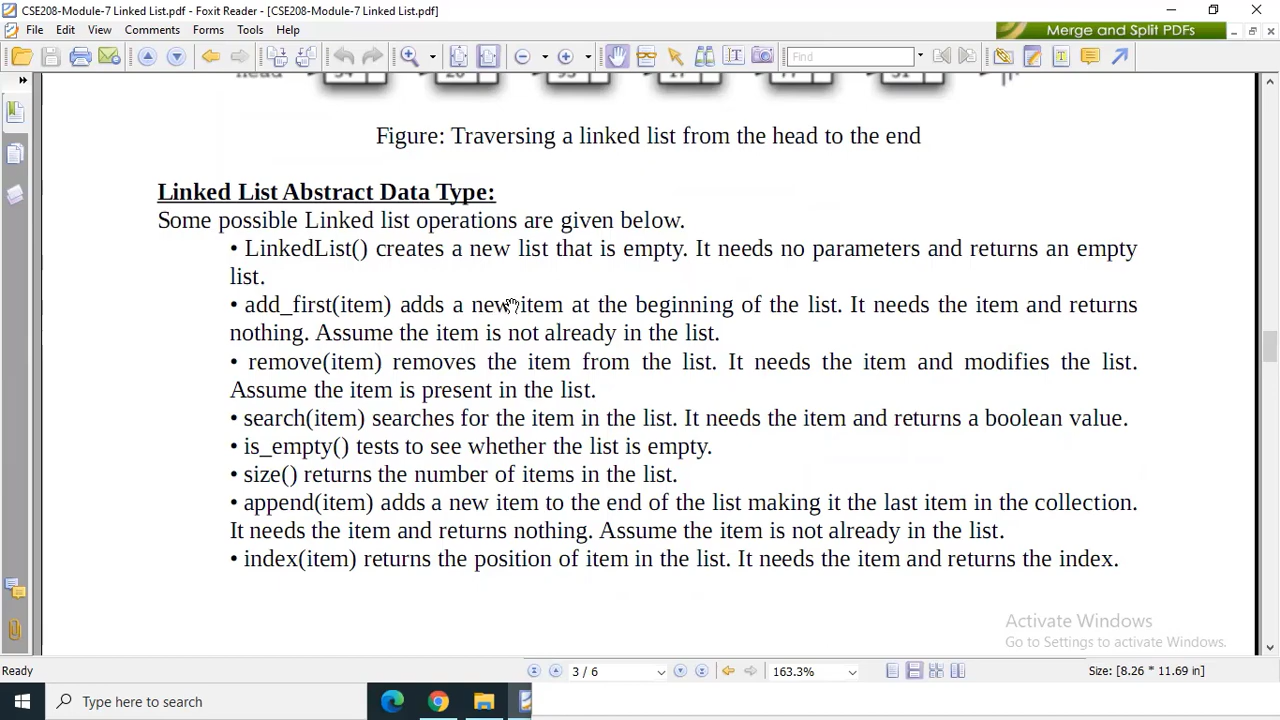 CSE208-Module-7 Linked List.pdf - Foxit Reader - [CSE208-Module-7 Linked List.pdf]
File Edit View Comments Forms Tools Help
Merge and Split PDFs
Find
Figure: Traversing a linked list from the head to the end
Linked List Abstract Data Type:
Some possible Linked list operations are given below.
• LinkedList() creates a new list that is empty. It needs no parameters and returns an empty
list.
• add_first(item) adds a new item at the beginning of the list. It needs the item and returns
nothing. Assume the item is not already in the list.
• remove(item) removes the item from the list. It needs the item and modifies the list.
Assume the item is present in the list.
• search(item) searches for the item in the list. It needs the item and returns a boolean value.
• is_empty() tests to see whether the list is empty.
• size() returns the number of items in the list.
• append(item) adds a new item to the end of the list making it the last item in the collection.
It needs the item and returns nothing. Assume the item is not already in the list.
• index(item) returns the position of item in the list. It needs the item and returns the index.
Activate Windows
Go to Settings to activate Windows.
Ready 3 / 6 163.3% Size: [8.26 * 11.69 in]
Type here to search